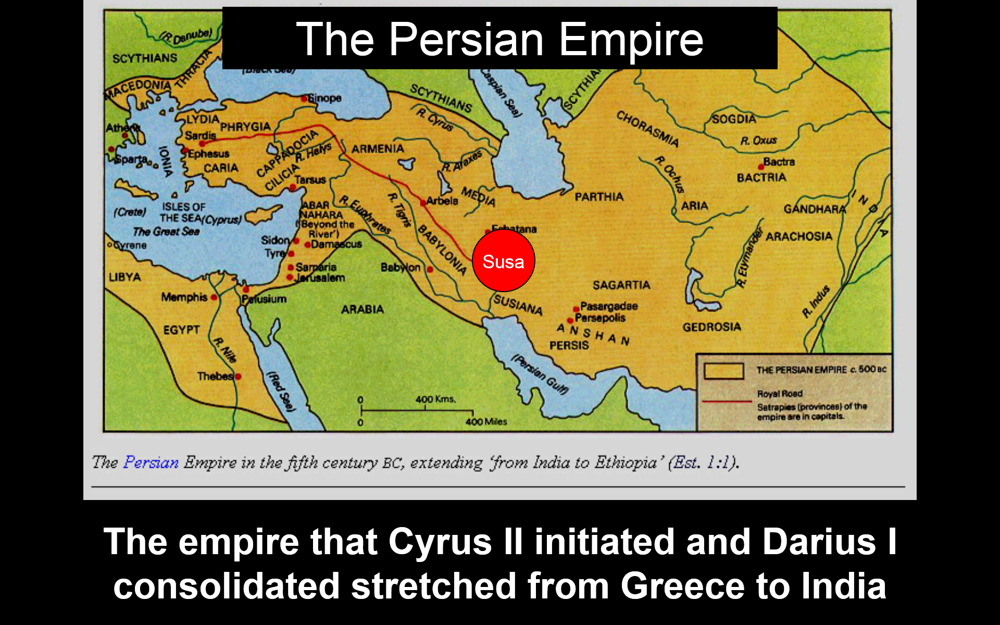 The Persian Empire
(R. Danube)
SCYTHIANS
THRACIA
MACEDONIA
(Black Sea)
Caspian Sea)
SCYTHIAN
SCYTHIANS
Sinope
R. Cyrus
LYDIA
PHRYGIA
CHORASMIA
SOGDIA
Athens
Sardis
R. Oxus
CAPPADOCIA
R. Halys
ARMENIA
Ephesus
Sparta
IONIA
CARIA
R. Araxes
R. Ochus
Bactra
BACTRIA
CILICIA
Tarsus
Arbela
MEDIA
PARTHIA
ARIA
GANDHARA
INDIA
(Crete)
ISLES OF
THE SEA
(Cyprus)
The Great Sea
ABAR
NAHARA
(Beyond the
River')
R. Euphrates
R. Tigris
BABYLONIA
Ecbatana
ARACHOSIA
R. Etymander
Cyrene
Sidon
Damascus
Tyre
Susa
Samaria
Jerusalem
Babylon
LIBYA
SAGARTIA
Memphis
Pelusium
ARABIA
SUSIANA
Pasargadae
Persepolis
R. Indus
EGYPT
ANSHAN
PERSIS
GEDROSIA
R. Nile
Thebes
(Red Sea)
(Persian Gulf)
THE PERSIAN EMPIRE c. 500 BC
Royal Road
Satrapies (provinces) of the
empire are in capitals.
0 400 Kms.
0 400 Miles
The Persian Empire in the fifth century BC, extending ‘from India to Ethiopia’ (Est. 1:1).
The empire that Cyrus II initiated and Darius I
consolidated stretched from Greece to India